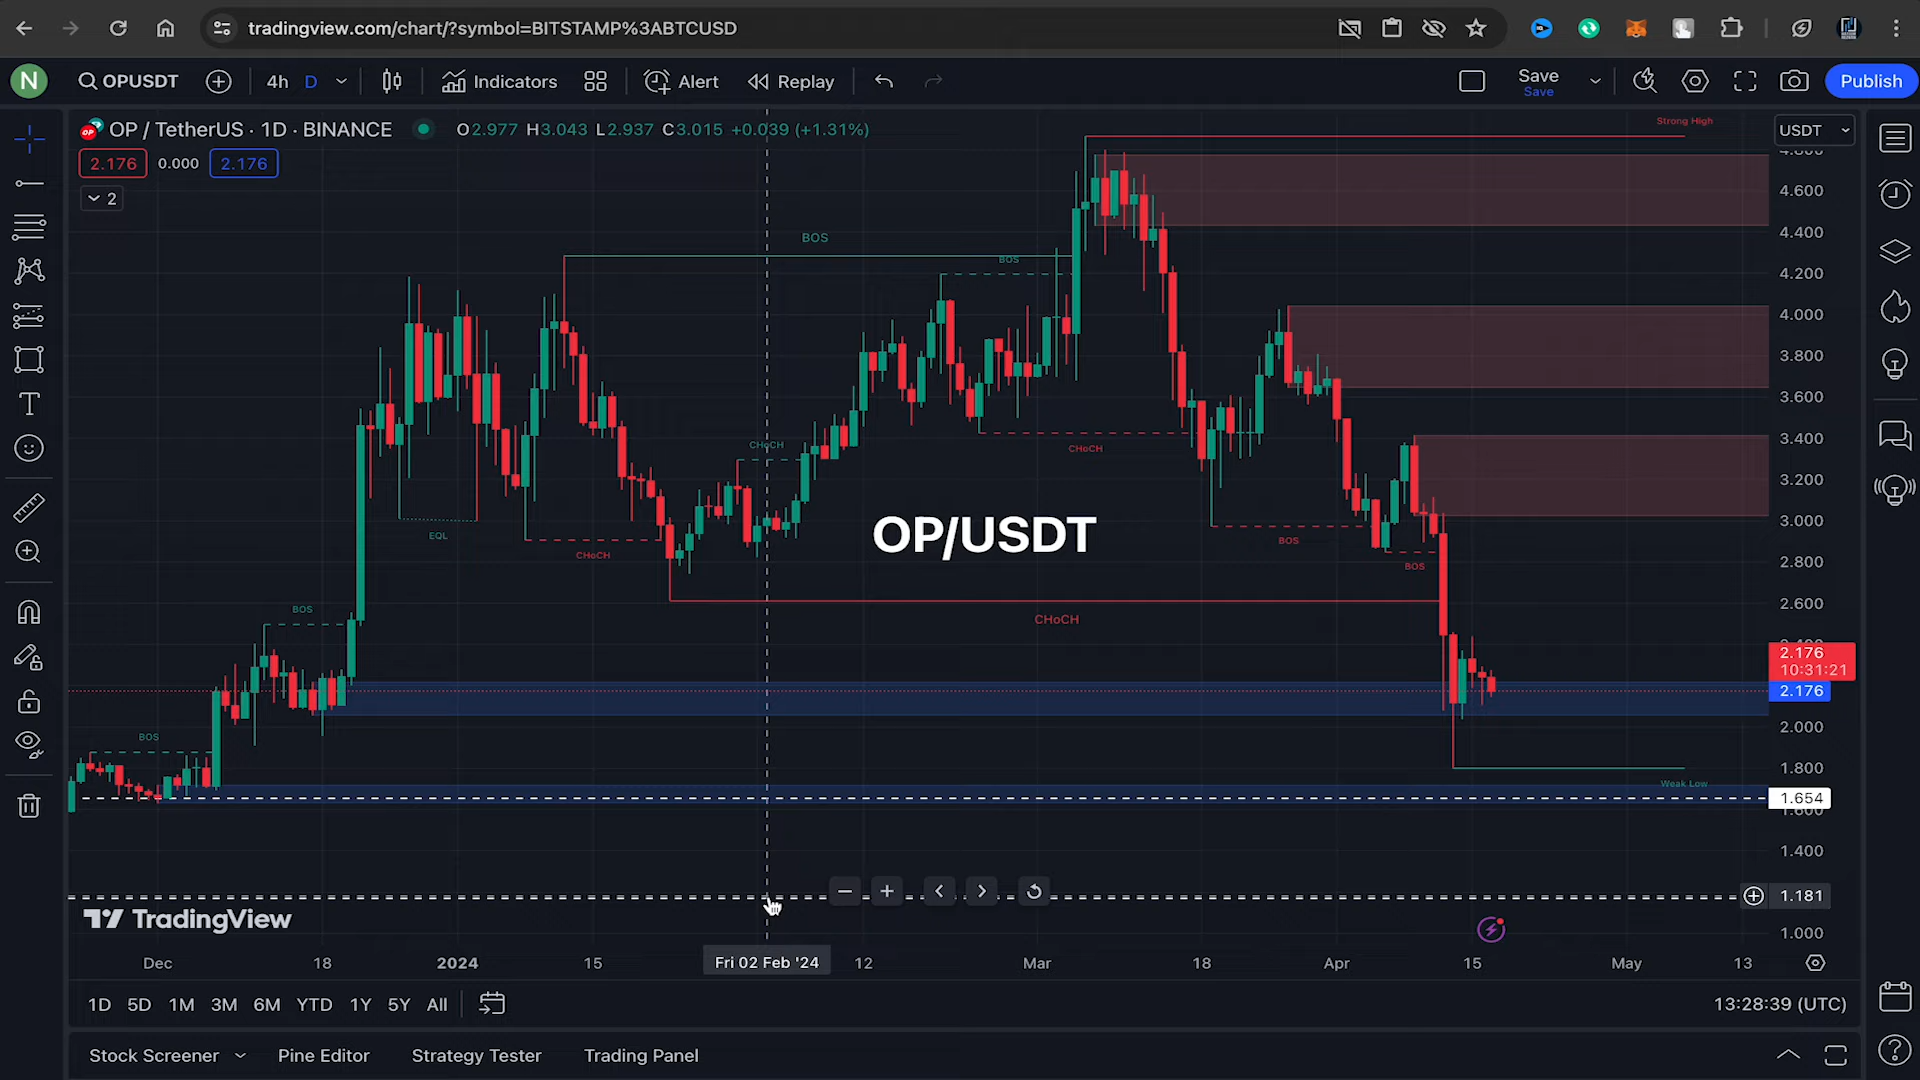 tradingview.com/chart/?symbol=BITSTAMP%3ABTCUSD
N
OPUSDT
4h
D
Indicators
Alert
Replay
Save
Save
Publish
OP / TetherUS · 1D · BINANCE
O2.977 H3.043 L2.937 C3.015 +0.039 (+1.31%)
USDT
2.176
0.000
2.176
2
Strong High
4.600
4.400
4.200
4.000
3.800
3.600
3.400
3.200
3.000
2.800
2.600
2.176
10:31:21
2.176
2.000
1.800
1.654
1.400
1.181
1.000
BOS
BOS
CHoCH
CHoCH
EQL
CHoCH
OP/USDT
BOS
BOS
BOS
CHoCH
BOS
Weak Low
TradingView
Dec
18
2024
15
Fri 02 Feb '24
12
Mar
18
Apr
15
May
13
1D
5D
1M
3M
6M
YTD
1Y
5Y
All
13:28:39 (UTC)
Stock Screener
Pine Editor
Strategy Tester
Trading Panel